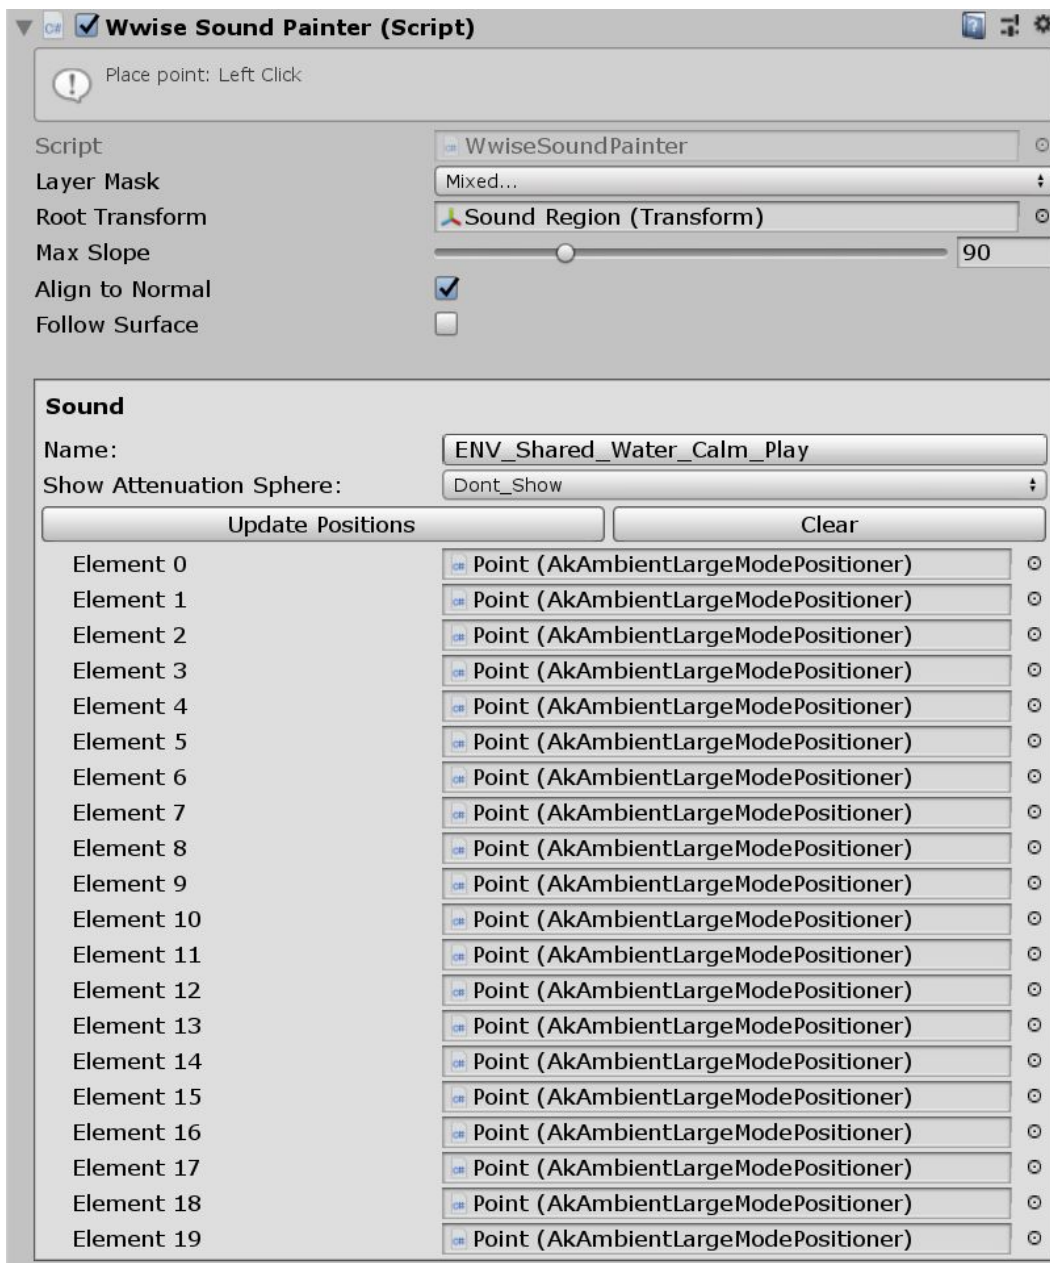 Wwise Sound Painter (Script)
Place point: Left Click
Script WwiseSoundPainter
Layer Mask Mixed...
Root Transform Sound Region (Transform)
Max Slope 90
Align to Normal
Follow Surface
Sound
Name: ENV_Shared_Water_Calm_Play
Show Attenuation Sphere: Dont_Show
Update Positions Clear
Element 0 Point (AkAmbientLargeModePositioner)
Element 1 Point (AkAmbientLargeModePositioner)
Element 2 Point (AkAmbientLargeModePositioner)
Element 3 Point (AkAmbientLargeModePositioner)
Element 4 Point (AkAmbientLargeModePositioner)
Element 5 Point (AkAmbientLargeModePositioner)
Element 6 Point (AkAmbientLargeModePositioner)
Element 7 Point (AkAmbientLargeModePositioner)
Element 8 Point (AkAmbientLargeModePositioner)
Element 9 Point (AkAmbientLargeModePositioner)
Element 10 Point (AkAmbientLargeModePositioner)
Element 11 Point (AkAmbientLargeModePositioner)
Element 12 Point (AkAmbientLargeModePositioner)
Element 13 Point (AkAmbientLargeModePositioner)
Element 14 Point (AkAmbientLargeModePositioner)
Element 15 Point (AkAmbientLargeModePositioner)
Element 16 Point (AkAmbientLargeModePositioner)
Element 17 Point (AkAmbientLargeModePositioner)
Element 18 Point (AkAmbientLargeModePositioner)
Element 19 Point (AkAmbientLargeModePositioner)